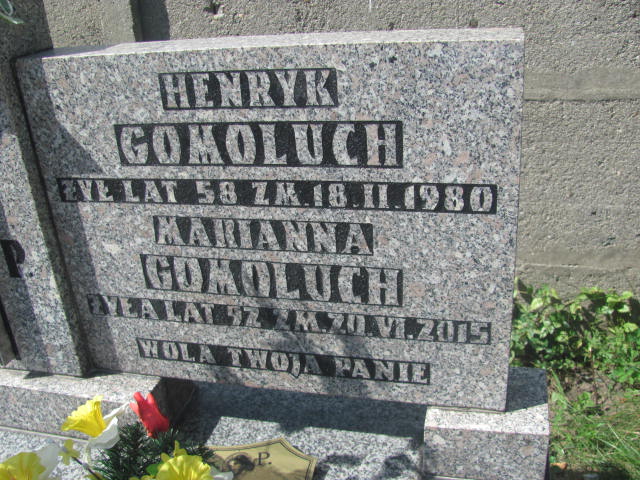 HENRYK
GOMOLUCH
ŻYŁ LAT 58 ZM. 18.II.1980
MARIANNA
GOMOLUCH
ŻYŁA LAT 92 ZM. 20.VI.2015
WOLA TWOJA PANIE
P.
P.